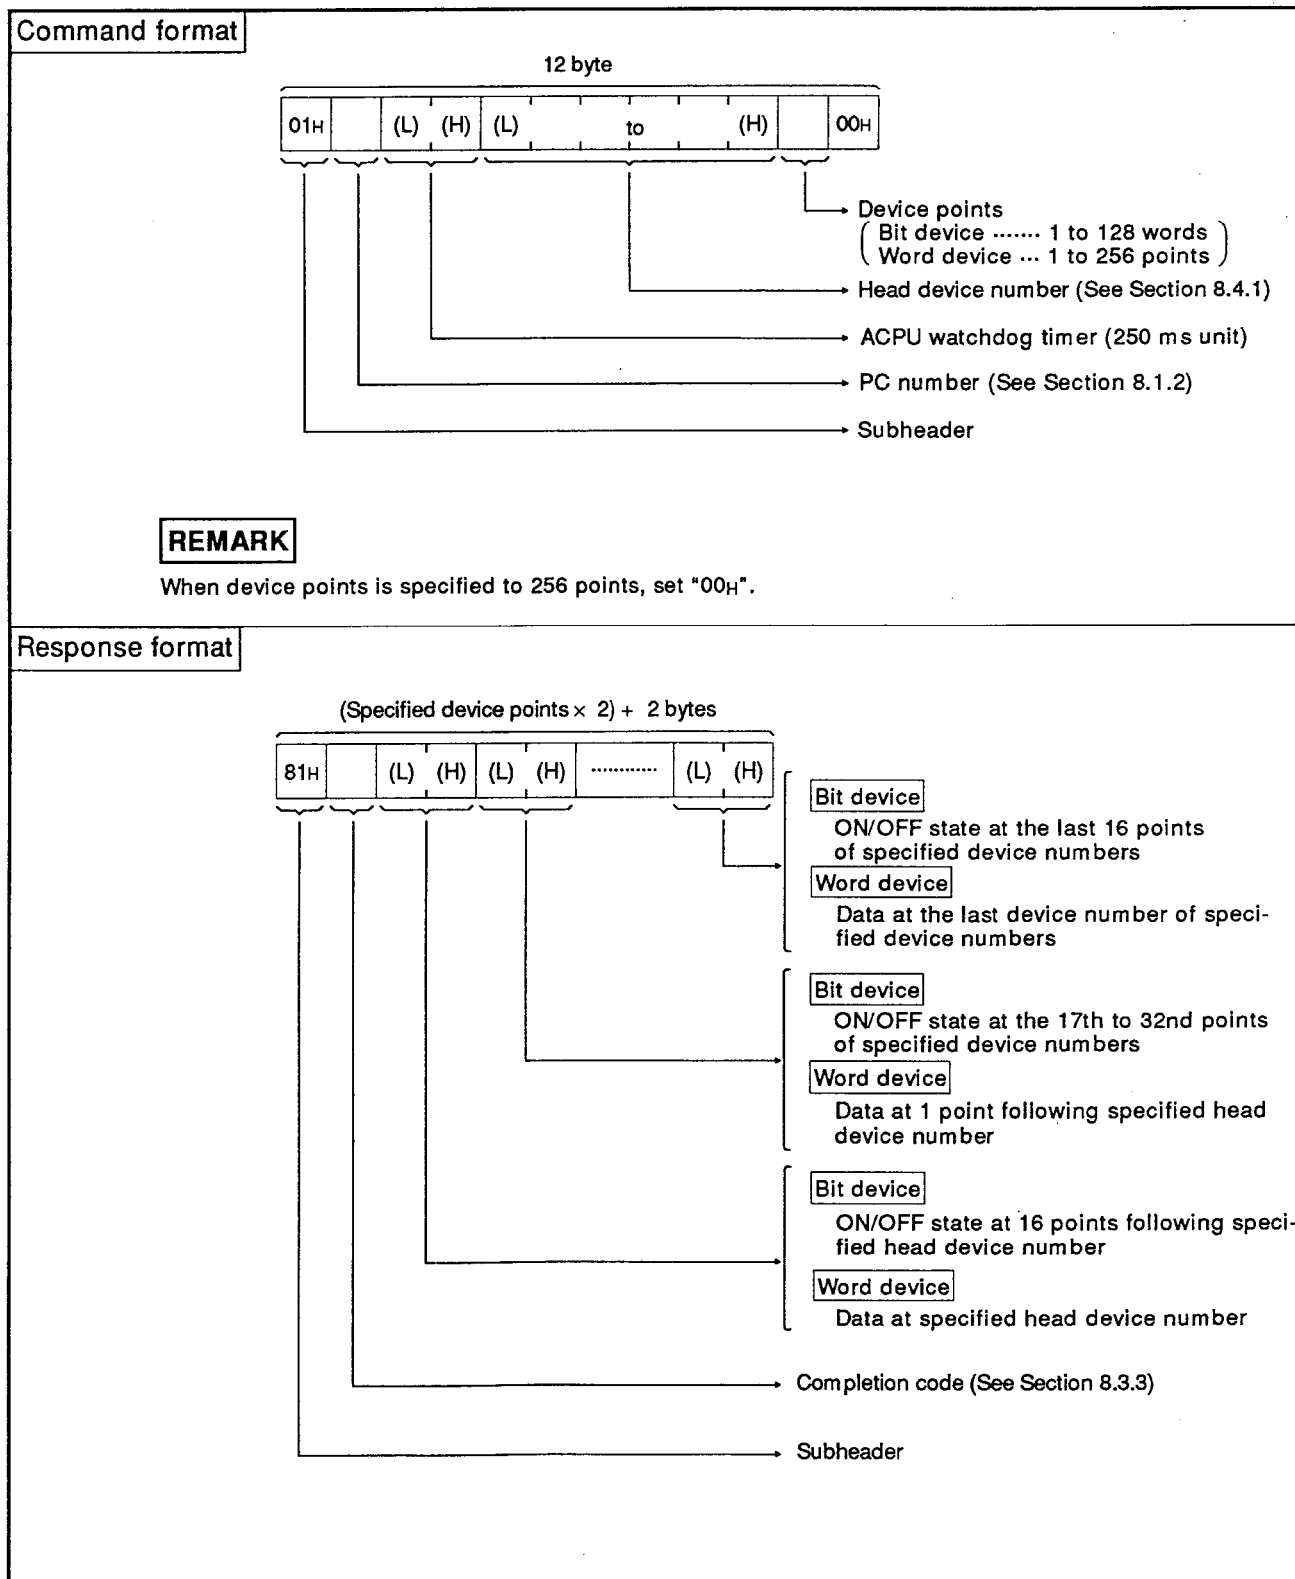 Command format
12 byte
01H (L) (H) (L) to (H) 00H
Device points
Bit device ······· 1 to 128 words
Word device ··· 1 to 256 points
Head device number (See Section 8.4.1)
ACPU watchdog timer (250 ms unit)
PC number (See Section 8.1.2)
Subheader
REMARK
When device points is specified to 256 points, set "00H".
Response format
(Specified device points × 2) + 2 bytes
81H (L) (H) (L) (H) ··········· (L) (H)
Bit device
ON/OFF state at the last 16 points
of specified device numbers
Word device
Data at the last device number of speci-
fied device numbers
Bit device
ON/OFF state at the 17th to 32nd points
of specified device numbers
Word device
Data at 1 point following specified head
device number
Bit device
ON/OFF state at 16 points following speci-
fied head device number
Word device
Data at specified head device number
Completion code (See Section 8.3.3)
Subheader